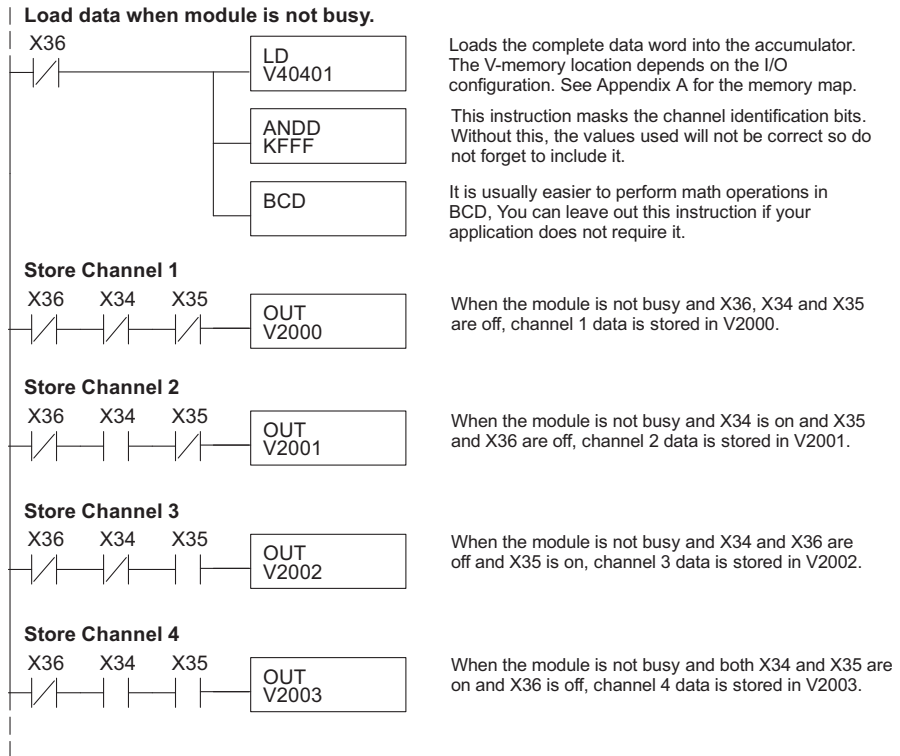 Load data when module is not busy.
X36
LD
V40401
Loads the complete data word into the accumulator.
The V-memory location depends on the I/O
configuration. See Appendix A for the memory map.
ANDD
KFFF
This instruction masks the channel identification bits.
Without this, the values used will not be correct so do
not forget to include it.
BCD
It is usually easier to perform math operations in
BCD, You can leave out this instruction if your
application does not require it.
Store Channel 1
X36 X34 X35
OUT
V2000
When the module is not busy and X36, X34 and X35
are off, channel 1 data is stored in V2000.
Store Channel 2
X36 X34 X35
OUT
V2001
When the module is not busy and X34 is on and X35
and X36 are off, channel 2 data is stored in V2001.
Store Channel 3
X36 X34 X35
OUT
V2002
When the module is not busy and X34 and X36 are
off and X35 is on, channel 3 data is stored in V2002.
Store Channel 4
X36 X34 X35
OUT
V2003
When the module is not busy and both X34 and X35 are
on and X36 is off, channel 4 data is stored in V2003.